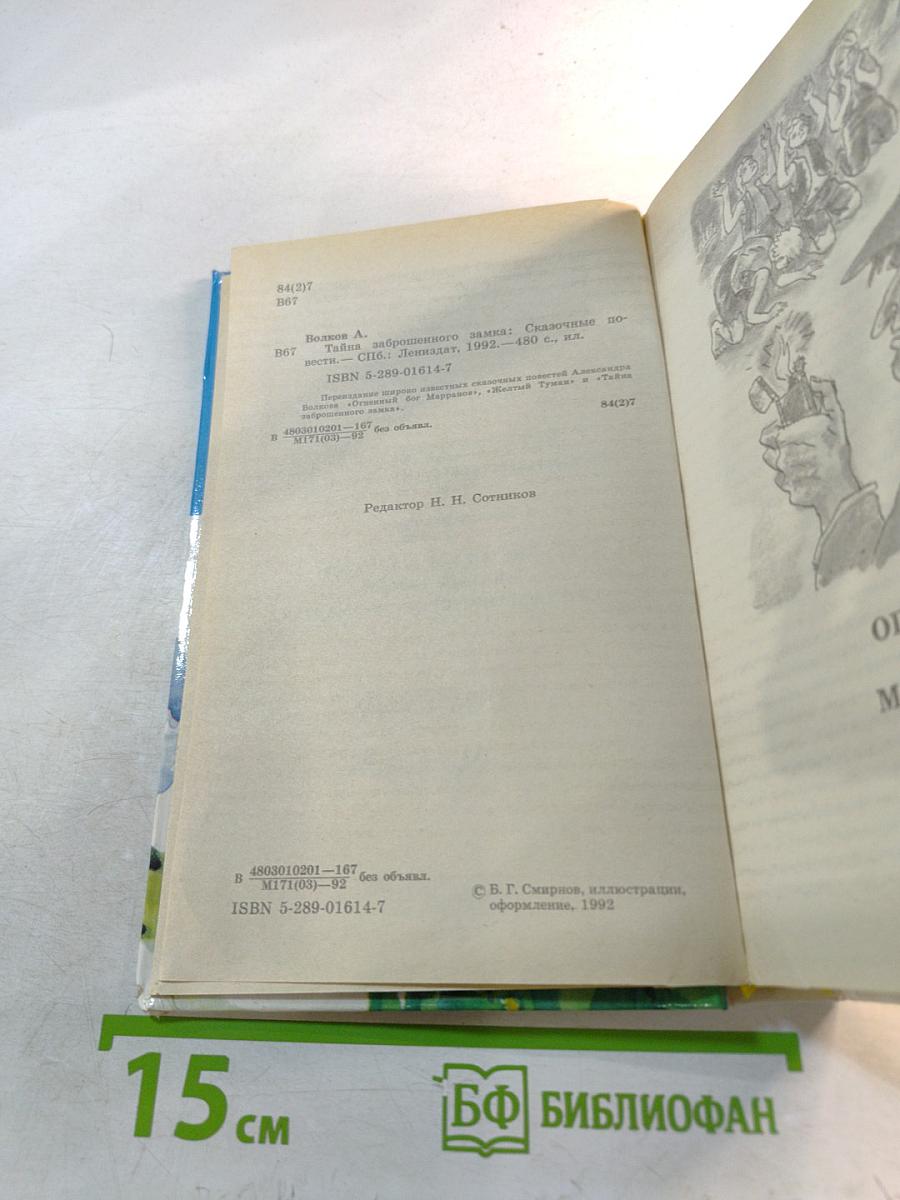 84(2)7
В67
Волков А.
В67 Тайна заброшенного замка: Сказочные по-
вести.— СПб.: Лениздат, 1992.—480 с., ил.
ISBN 5-289-01614-7
Переиздание широко известных сказочных повестей Александра
Волкова «Огненный бог Марранов», «Желтый Туман» и «Тайна
заброшенного замка».
84(2)7
В 4803010201—167 без объявл.
М171(03)—92
Редактор Н. Н. Сотников
В 4803010201—167 без объявл.
М171(03)—92
ISBN 5-289-01614-7
© Б. Г. Смирнов, иллюстрации,
оформление, 1992
15 см
БФ БИБЛИОФАН